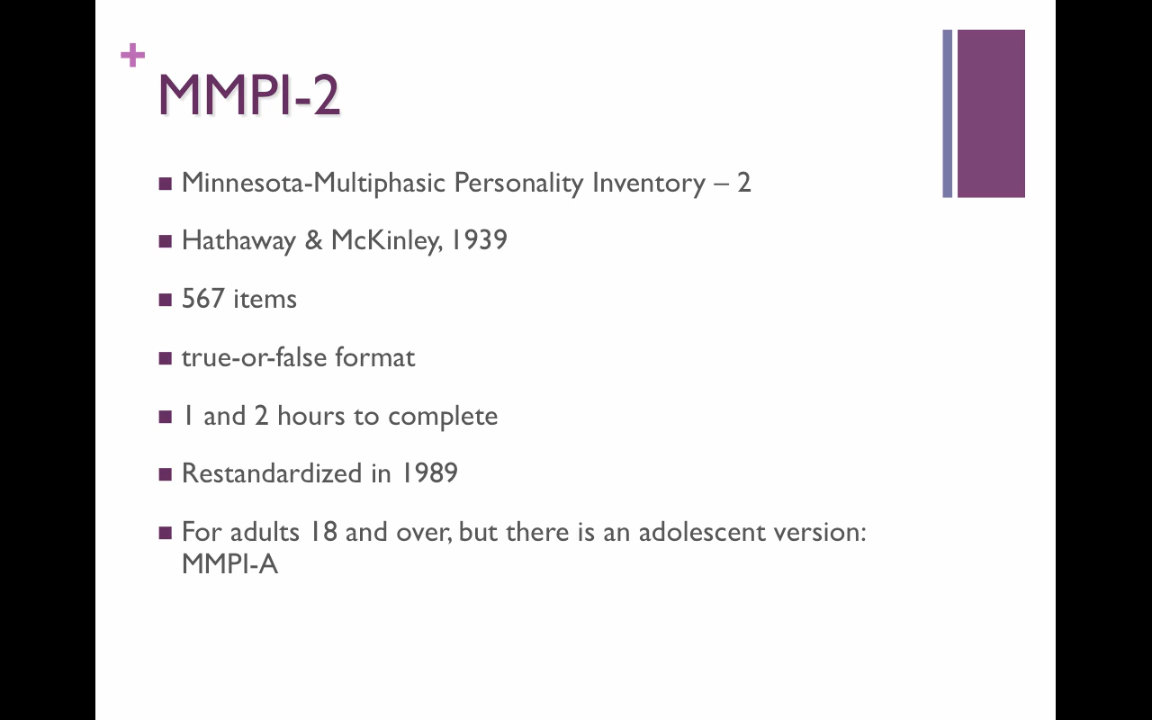 +
MMPI-2
■ Minnesota-Multiphasic Personality Inventory – 2
■ Hathaway & McKinley, 1939
■ 567 items
■ true-or-false format
■ 1 and 2 hours to complete
■ Restandardized in 1989
■ For adults 18 and over, but there is an adolescent version:
MMPI-A